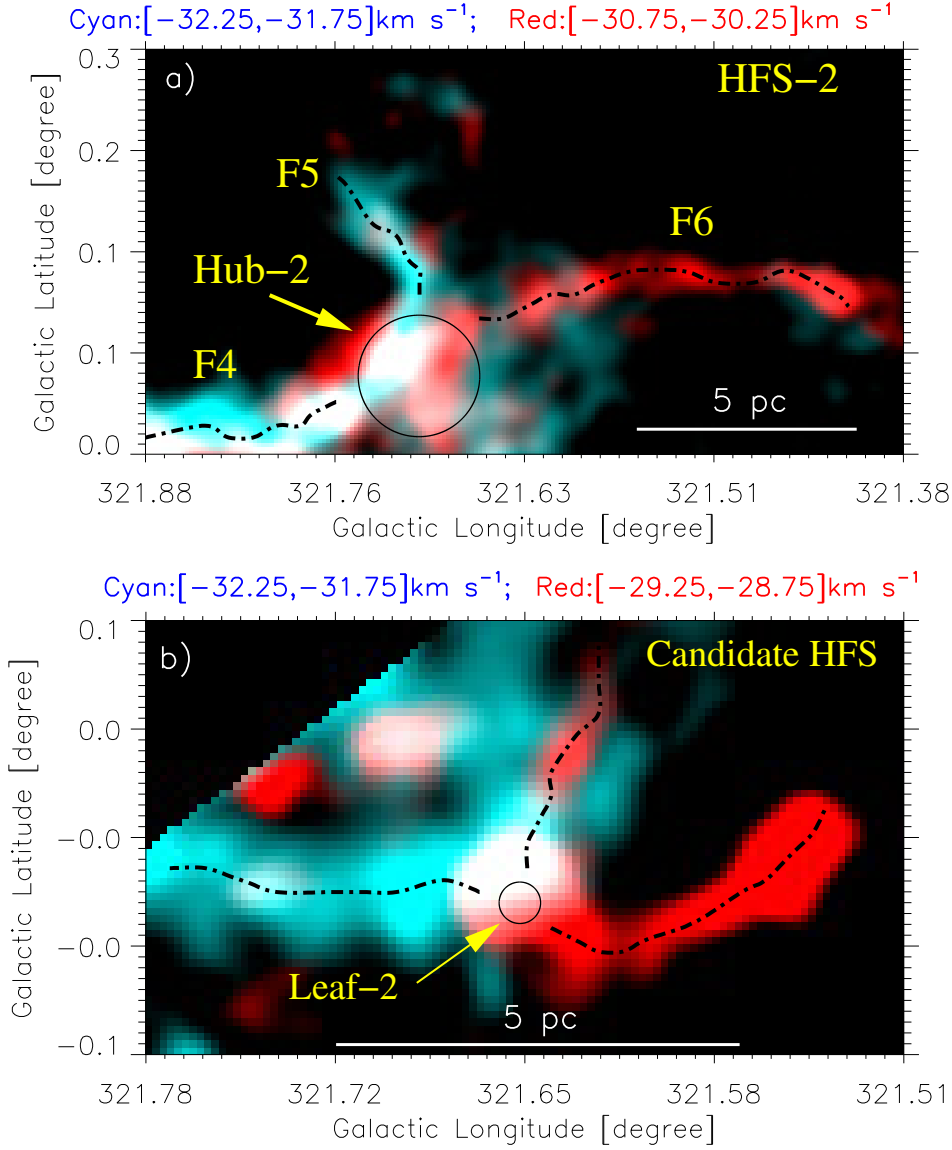 Cyan:[−32.25,−31.75]km s⁻¹; Red:[−30.75,−30.25]km s⁻¹
a)
HFS−2
F5
F6
Hub−2
F4
5 pc
0.3
0.2
0.1
0.1
0.0
Galactic Latitude [degree]
321.88 321.76 321.63 321.51 321.38
Galactic Longitude [degree]
Cyan:[−32.25,−31.75]km s⁻¹; Red:[−29.25,−28.75]km s⁻¹
b)
Candidate HFS
Leaf−2
5 pc
0.1
0.0
−0.0
−0.0
−0.1
Galactic Latitude [degree]
321.78 321.72 321.65 321.58 321.51
Galactic Longitude [degree]